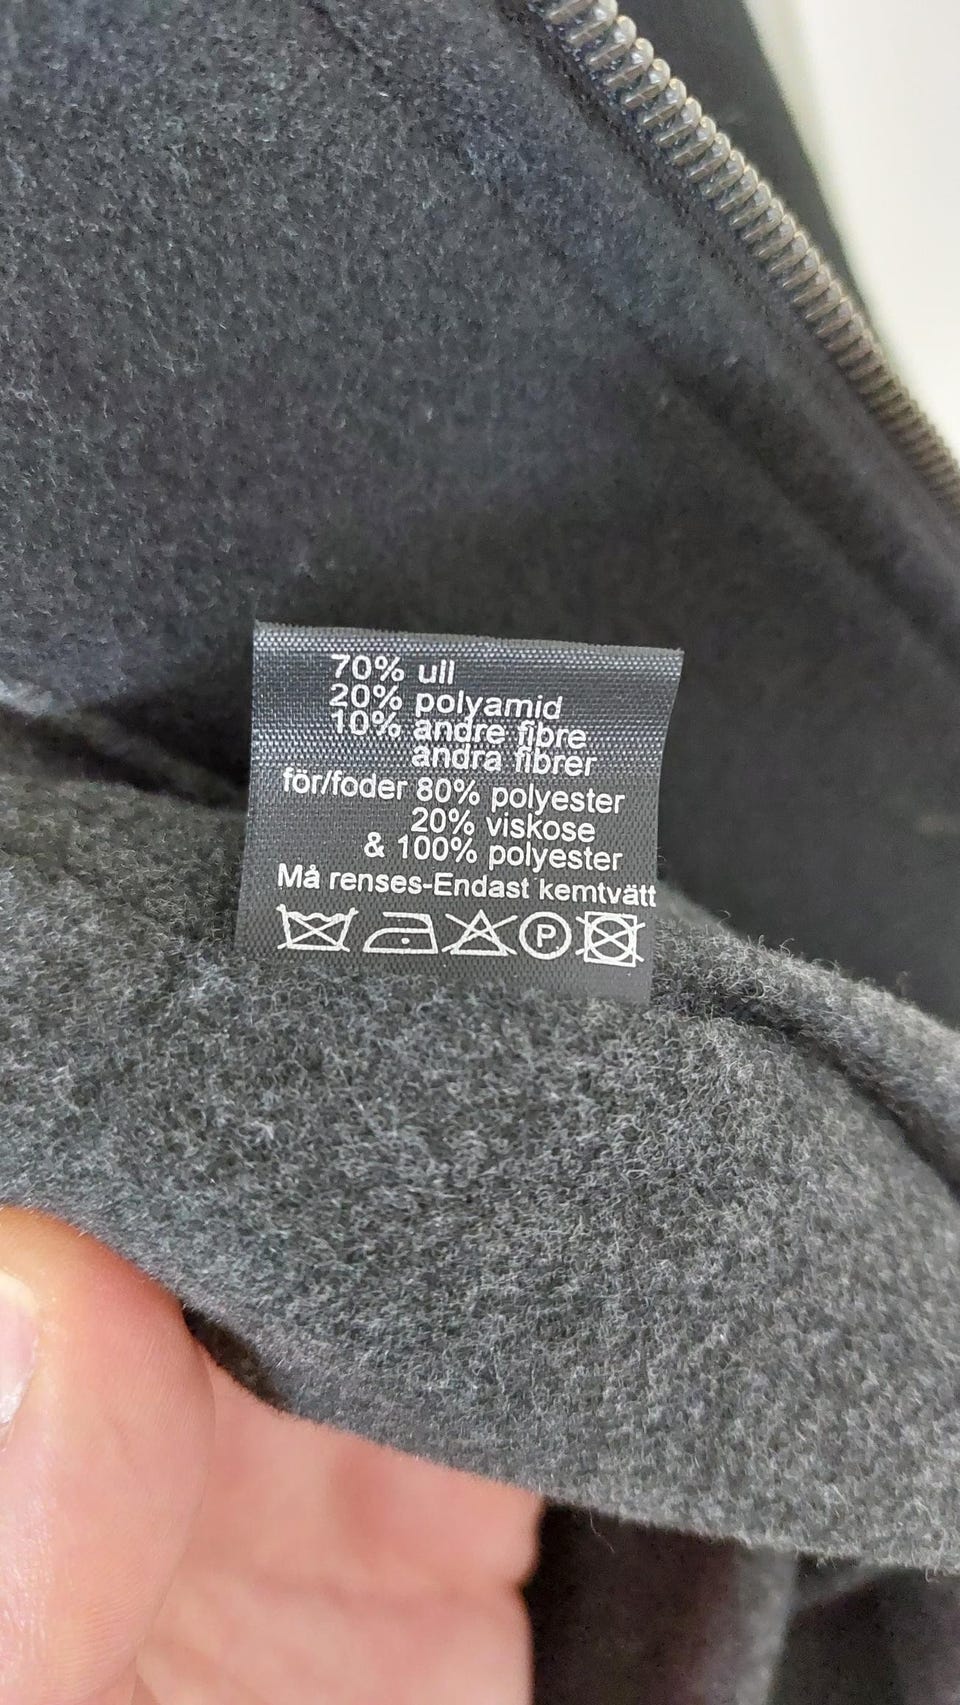 70% ull
20% polyamid
10% andre fibre
andra fibrer
för/foder 80% polyester
20% viskose
& 100% polyester
Må renses-Endast kemtvätt
P